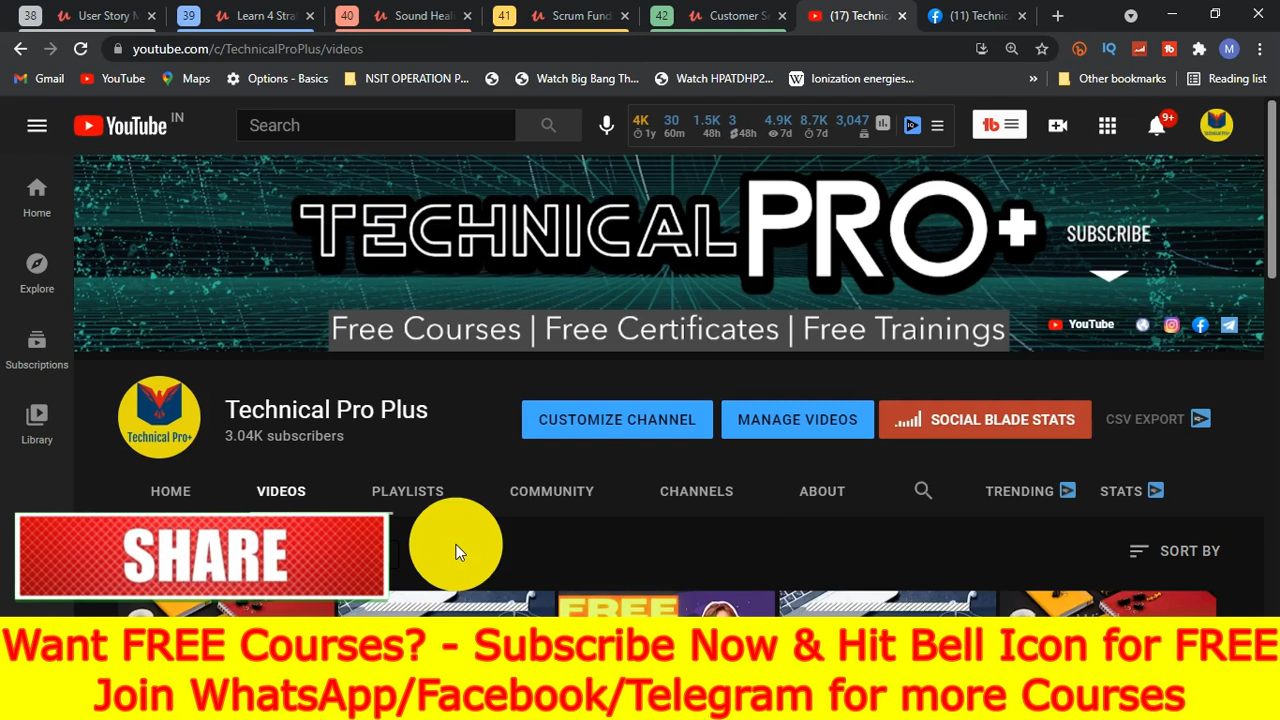 38 User Story M
39 Learn 4 Stra
40 Sound Heal
41 Scrum Fund
42 Customer S
(17) Technic
(11) Technic
youtube.com/c/TechnicalProPlus/videos
M
Gmail YouTube Maps Options - Basics NSIT OPERATION P... Watch Big Bang Th... Watch HPATDHP2... Ionization energies... » Other bookmarks Reading list
YouTube IN
Search
4K 30 1.5K 3 4.9K 8.7K 3,047
1y 60m 48h 48h 7d 7d
IQ
tb
9+
Technical Pro+
Home
Explore
Subscriptions
Library
TECHNICAL PRO+
SUBSCRIBE
Free Courses | Free Certificates | Free Trainings
YouTube
Technical Pro+
Technical Pro Plus
3.04K subscribers
CUSTOMIZE CHANNEL
MANAGE VIDEOS
SOCIAL BLADE STATS
CSV EXPORT
HOME VIDEOS PLAYLISTS COMMUNITY CHANNELS ABOUT TRENDING STATS
SHARE
SORT BY
FREE
Want FREE Courses? - Subscribe Now & Hit Bell Icon for FREE
Join WhatsApp/Facebook/Telegram for more Courses